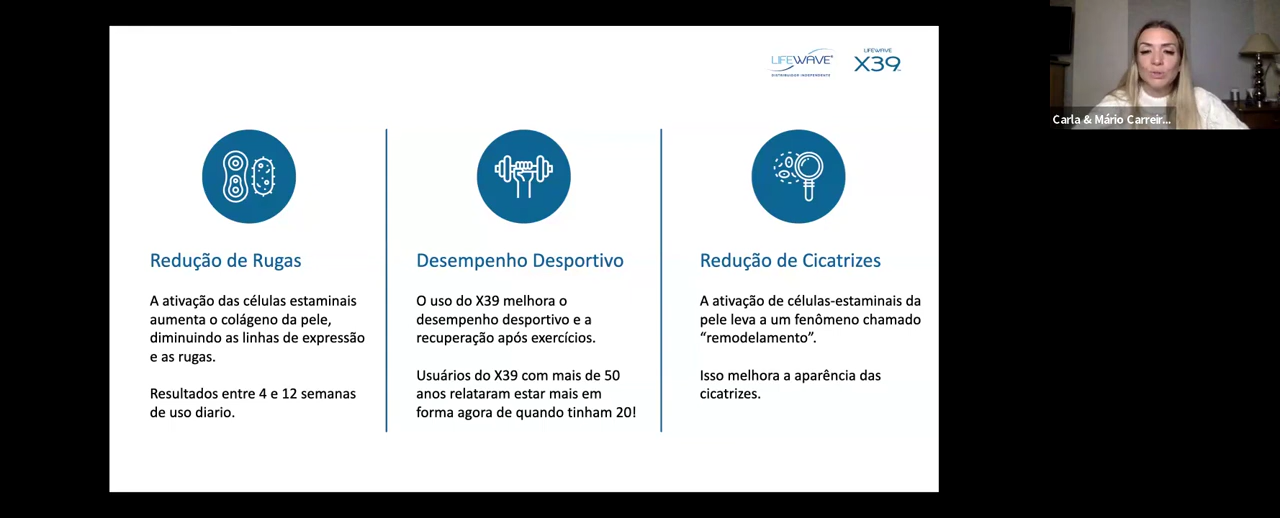 LIFEWAVE®
DISTRIBUIDOR INDEPENDENTE
LIFEWAVE
X39
Carla & Mário Carreir...
Redução de Rugas
A ativação das células estaminais
aumenta o colágeno da pele,
diminuindo as linhas de expressão
e as rugas.
Resultados entre 4 e 12 semanas
de uso diario.
Desempenho Desportivo
O uso do X39 melhora o
desempenho desportivo e a
recuperação após exercícios.
Usuários do X39 com mais de 50
anos relataram estar mais em
forma agora de quando tinham 20!
Redução de Cicatrizes
A ativação de células-estaminais da
pele leva a um fenômeno chamado
“remodelamento”.
Isso melhora a aparência das
cicatrizes.